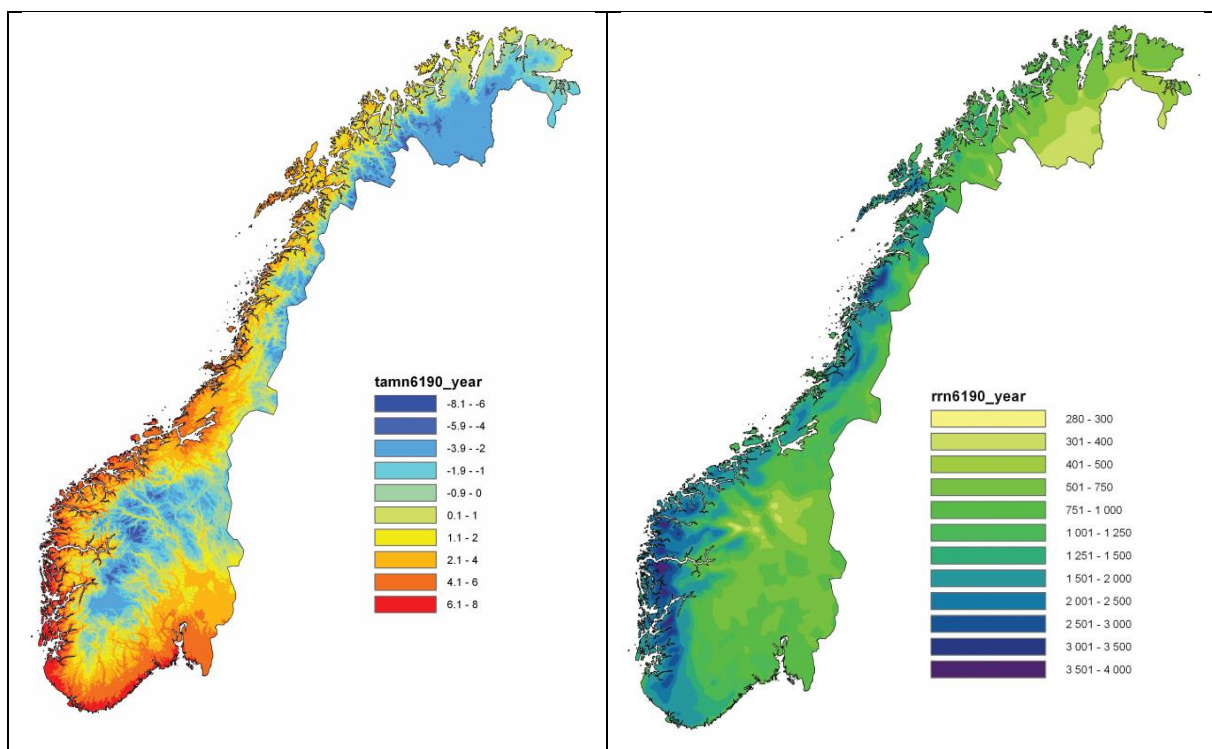 tamn6190_year
-8.1 - -6
-5.9 - -4
-3.9 - -2
-1.9 - -1
-0.9 - 0
0.1 - 1
1.1 - 2
2.1 - 4
4.1 - 6
6.1 - 8
rrn6190_year
280 - 300
301 - 400
401 - 500
501 - 750
751 - 1 000
1 001 - 1 250
1 251 - 1 500
1 501 - 2 000
2 001 - 2 500
2 501 - 3 000
3 001 - 3 500
3 501 - 4 000